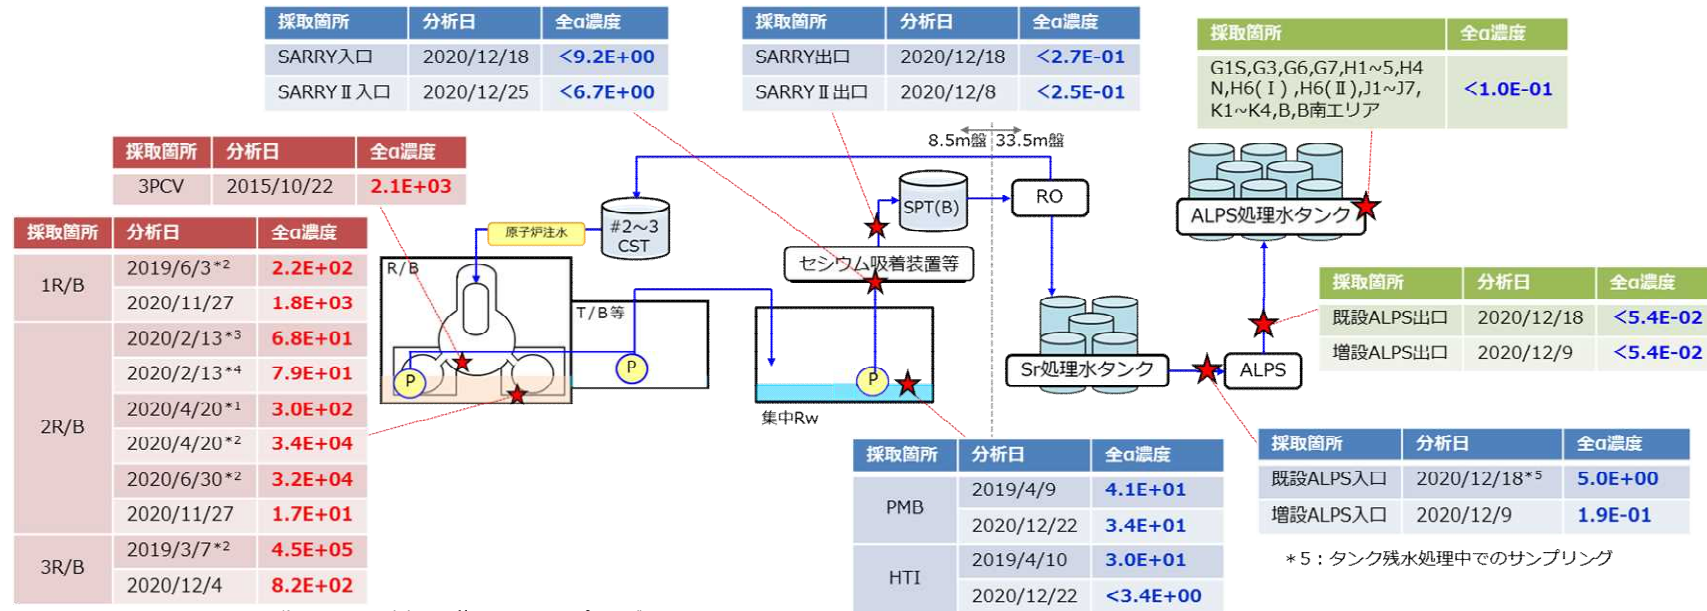 採取箇所 分析日 全α濃度
SARRY入口 2020/12/18 <9.2E+00
SARRYⅡ入口 2020/12/25 <6.7E+00
採取箇所 分析日 全α濃度
SARRY出口 2020/12/18 <2.7E-01
SARRYⅡ出口 2020/12/8 <2.5E-01
採取箇所 全α濃度
G1S,G3,G6,G7,H1~5,H4
N,H6(Ⅰ),H6(Ⅱ),J1~J7,
K1~K4,B,B南エリア
<1.0E-01
採取箇所 分析日 全α濃度
3PCV 2015/10/22 2.1E+03
8.5m盤 33.5m盤
採取箇所 分析日 全α濃度
1R/B
2019/6/3*2 2.2E+02
2020/11/27 1.8E+03
2R/B
2020/2/13*3 6.8E+01
2020/2/13*4 7.9E+01
2020/4/20*1 3.0E+02
2020/4/20*2 3.4E+04
2020/6/30*2 3.2E+04
2020/11/27 1.7E+01
3R/B
2019/3/7*2 4.5E+05
2020/12/4 8.2E+02
原子炉注水
#2~3
CST
R/B
T/B等
P
P
P
セシウム吸着装置等
SPT(B)
RO
集中Rw
Sr処理水タンク
ALPS
ALPS処理水タンク
採取箇所 分析日 全α濃度
既設ALPS出口 2020/12/18 <5.4E-02
増設ALPS出口 2020/12/9 <5.4E-02
採取箇所 分析日 全α濃度
PMB
2019/4/9 4.1E+01
2020/12/22 3.4E+01
HTI
2019/4/10 3.0E+01
2020/12/22 <3.4E+00
採取箇所 分析日 全α濃度
既設ALPS入口 2020/12/18*5 5.0E+00
増設ALPS入口 2020/12/9 1.9E-01
*5：タンク残水処理中でのサンプリング